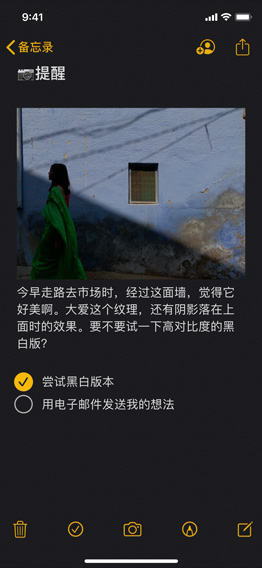 9:41
备忘录
📷提醒
今早走路去市场时，经过这面墙，觉得它
好美啊。大爱这个纹理，还有阴影落在上
面时的效果。要不要试一下高对比度的黑
白版？
尝试黑白版本
用电子邮件发送我的想法